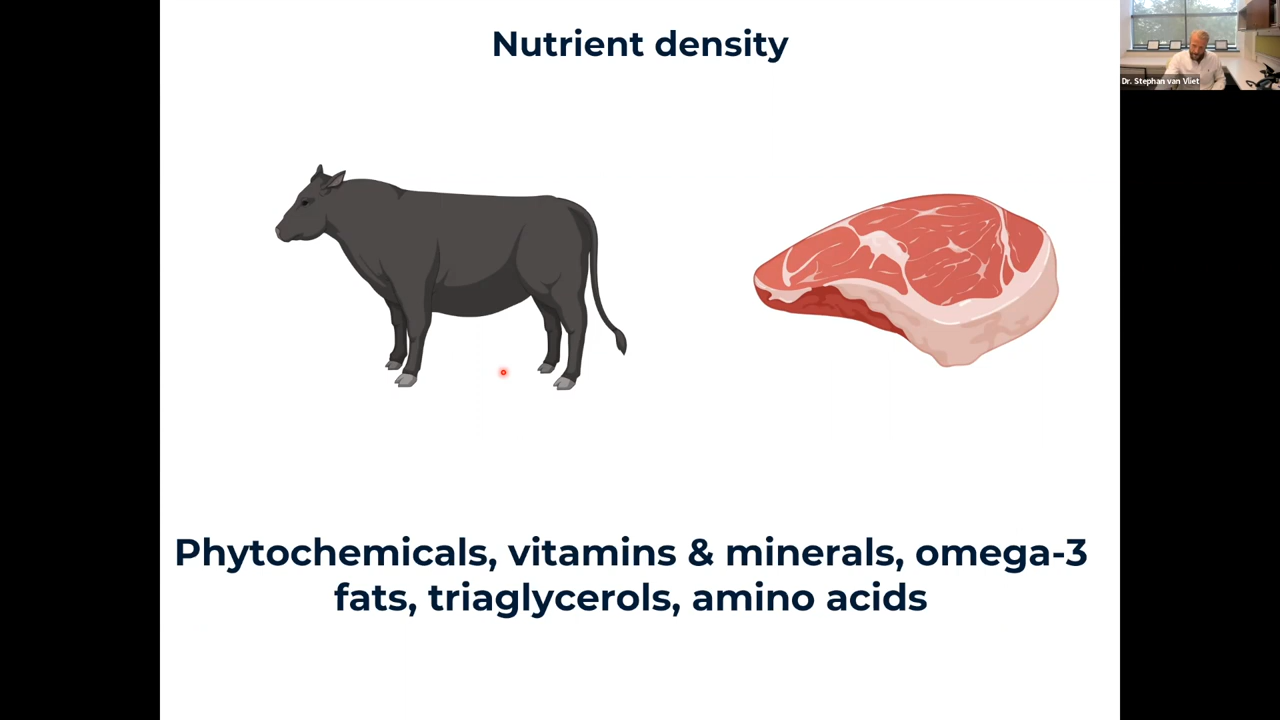 Nutrient density
Dr. Stephan van Vliet
Phytochemicals, vitamins & minerals, omega-3
fats, triaglycerols, amino acids